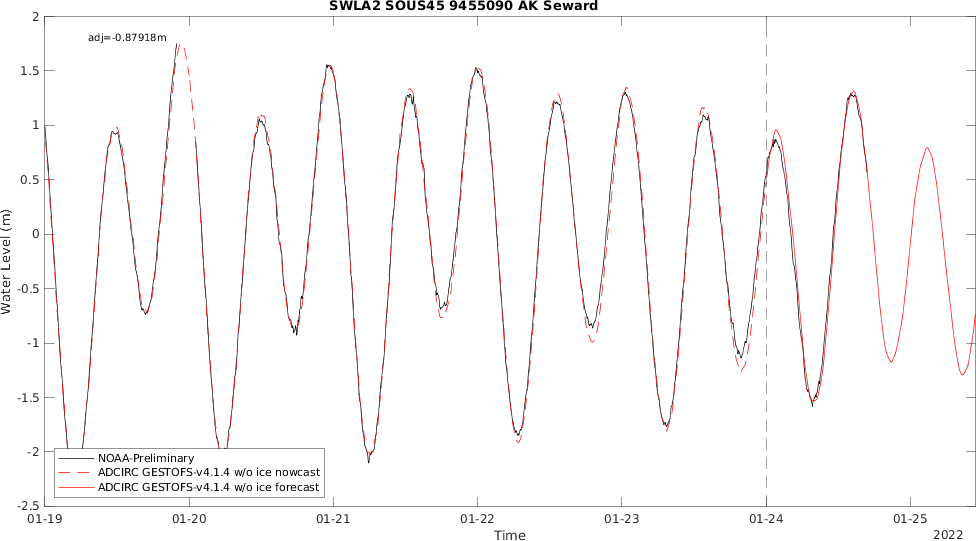 SWLA2 SOUS45 9455090 AK Seward
adj=-0.87918m
2
1.5
1
0.5
0
-0.5
-1
-1.5
-2
-2.5
Water Level (m)
NOAA-Preliminary
ADCIRC GESTOFS-v4.1.4 w/o ice nowcast
ADCIRC GESTOFS-v4.1.4 w/o ice forecast
01-19 01-20 01-21 01-22 01-23 01-24 01-25
Time
2022